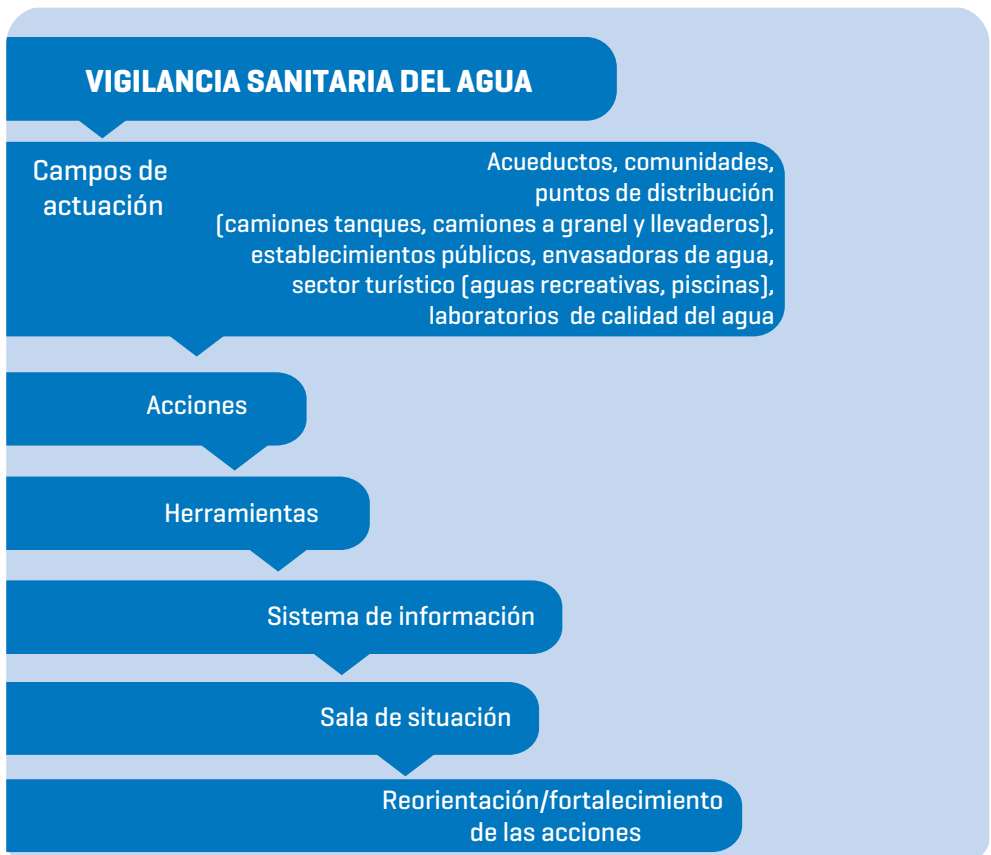 VIGILANCIA SANITARIA DEL AGUA
Campos de
actuación
Acueductos, comunidades,
puntos de distribución
(camiones tanques, camiones a granel y llevaderos),
establecimientos públicos, envasadoras de agua,
sector turístico (aguas recreativas, piscinas),
laboratorios de calidad del agua
Acciones
Herramientas
Sistema de información
Sala de situación
Reorientación/fortalecimiento
de las acciones